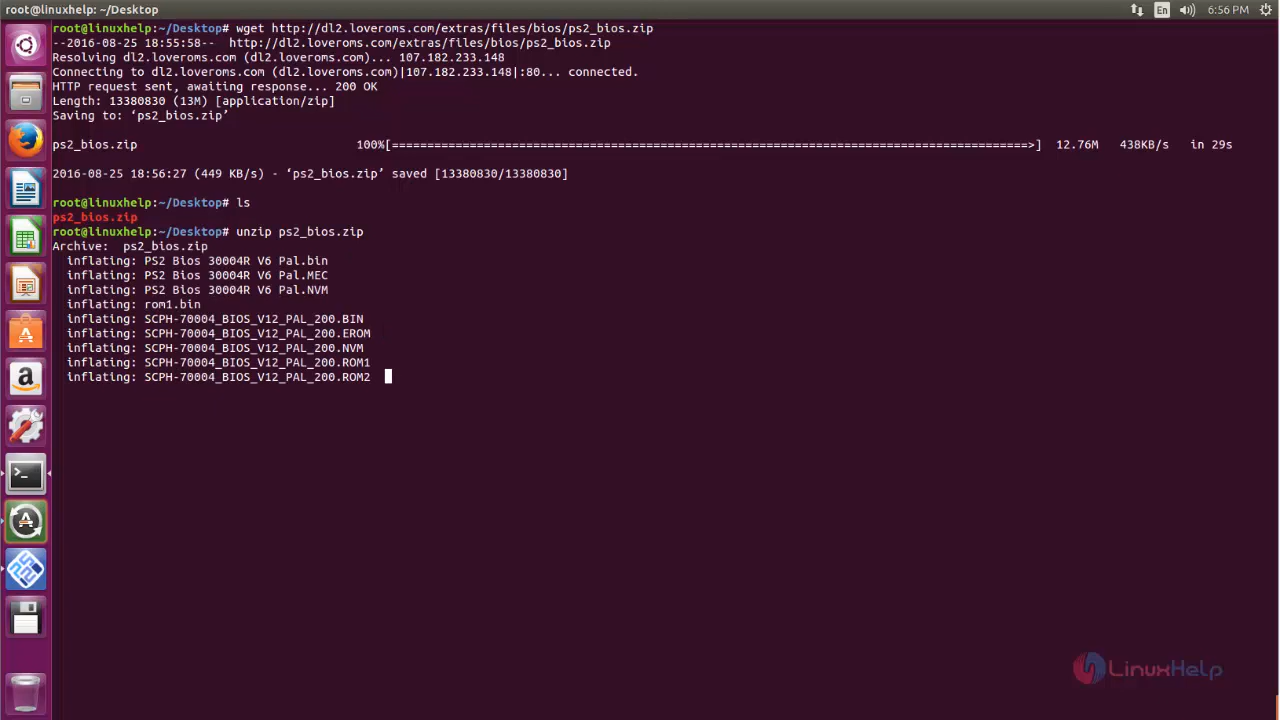 root@linuxhelp: ~/Desktop
En
6:56 PM
root@linuxhelp:~/Desktop# wget http://dl2.loveroms.com/extras/files/bios/ps2_bios.zip
--2016-08-25 18:55:58-- http://dl2.loveroms.com/extras/files/bios/ps2_bios.zip
Resolving dl2.loveroms.com (dl2.loveroms.com)... 107.182.233.148
Connecting to dl2.loveroms.com (dl2.loveroms.com)|107.182.233.148|:80... connected.
HTTP request sent, awaiting response... 200 OK
Length: 13380830 (13M) [application/zip]
Saving to: ‘ps2_bios.zip’
ps2_bios.zip 100%[==========================================================================================>] 12.76M 438KB/s in 29s
2016-08-25 18:56:27 (449 KB/s) - ‘ps2_bios.zip’ saved [13380830/13380830]
root@linuxhelp:~/Desktop# ls
ps2_bios.zip
root@linuxhelp:~/Desktop# unzip ps2_bios.zip
Archive: ps2_bios.zip
inflating: PS2 Bios 30004R V6 Pal.bin
inflating: PS2 Bios 30004R V6 Pal.MEC
inflating: PS2 Bios 30004R V6 Pal.NVM
inflating: rom1.bin
inflating: SCPH-70004_BIOS_V12_PAL_200.BIN
inflating: SCPH-70004_BIOS_V12_PAL_200.EROM
inflating: SCPH-70004_BIOS_V12_PAL_200.NVM
inflating: SCPH-70004_BIOS_V12_PAL_200.ROM1
inflating: SCPH-70004_BIOS_V12_PAL_200.ROM2
LinuxHelp